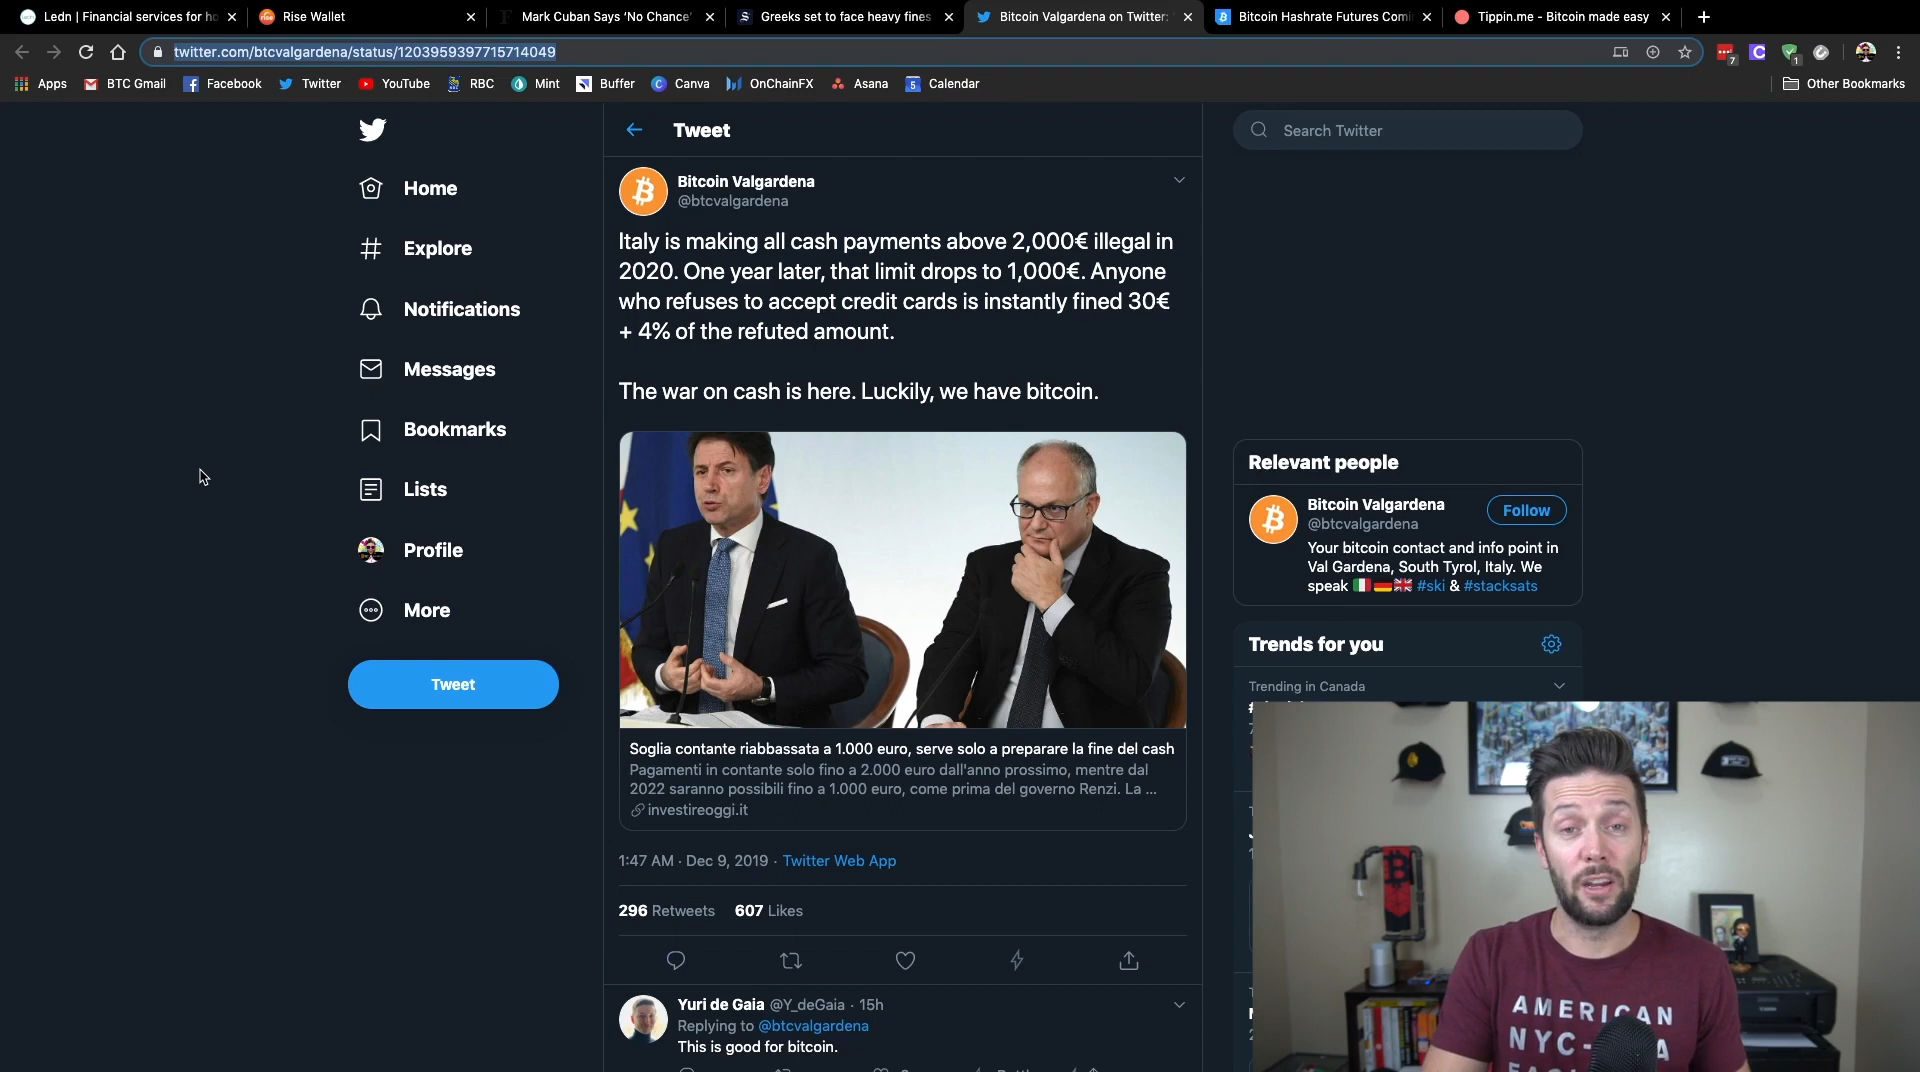 Ledn | Financial services for ho
Rise Wallet
Mark Cuban Says 'No Chance'
Greeks set to face heavy fines
Bitcoin Valgardena on Twitter:
Bitcoin Hashrate Futures Comi
Tippin.me - Bitcoin made easy
twitter.com/btcvalgardena/status/1203959397715714049
7
1
Apps
BTC Gmail
Facebook
Twitter
YouTube
RBC
Mint
Buffer
Canva
OnChainFX
Asana
5
Calendar
Other Bookmarks
Tweet
Search Twitter
Home
Explore
Notifications
Messages
Bookmarks
Lists
Profile
More
Tweet
Bitcoin Valgardena
@btcvalgardena
Italy is making all cash payments above 2,000€ illegal in
2020. One year later, that limit drops to 1,000€. Anyone
who refuses to accept credit cards is instantly fined 30€
+ 4% of the refuted amount.
The war on cash is here. Luckily, we have bitcoin.
Soglia contante riabbassata a 1.000 euro, serve solo a preparare la fine del cash
Pagamenti in contante solo fino a 2.000 euro dall'anno prossimo, mentre dal
2022 saranno possibili fino a 1.000 euro, come prima del governo Renzi. La ...
investireoggi.it
1:47 AM · Dec 9, 2019 · Twitter Web App
296 Retweets 607 Likes
Yuri de Gaia @Y_deGaia · 15h
Replying to @btcvalgardena
This is good for bitcoin.
Relevant people
Bitcoin Valgardena
@btcvalgardena
Follow
Your bitcoin contact and info point in
Val Gardena, South Tyrol, Italy. We
speak #ski & #stacksats
Trends for you
Trending in Canada
AMERICAN
NYC-